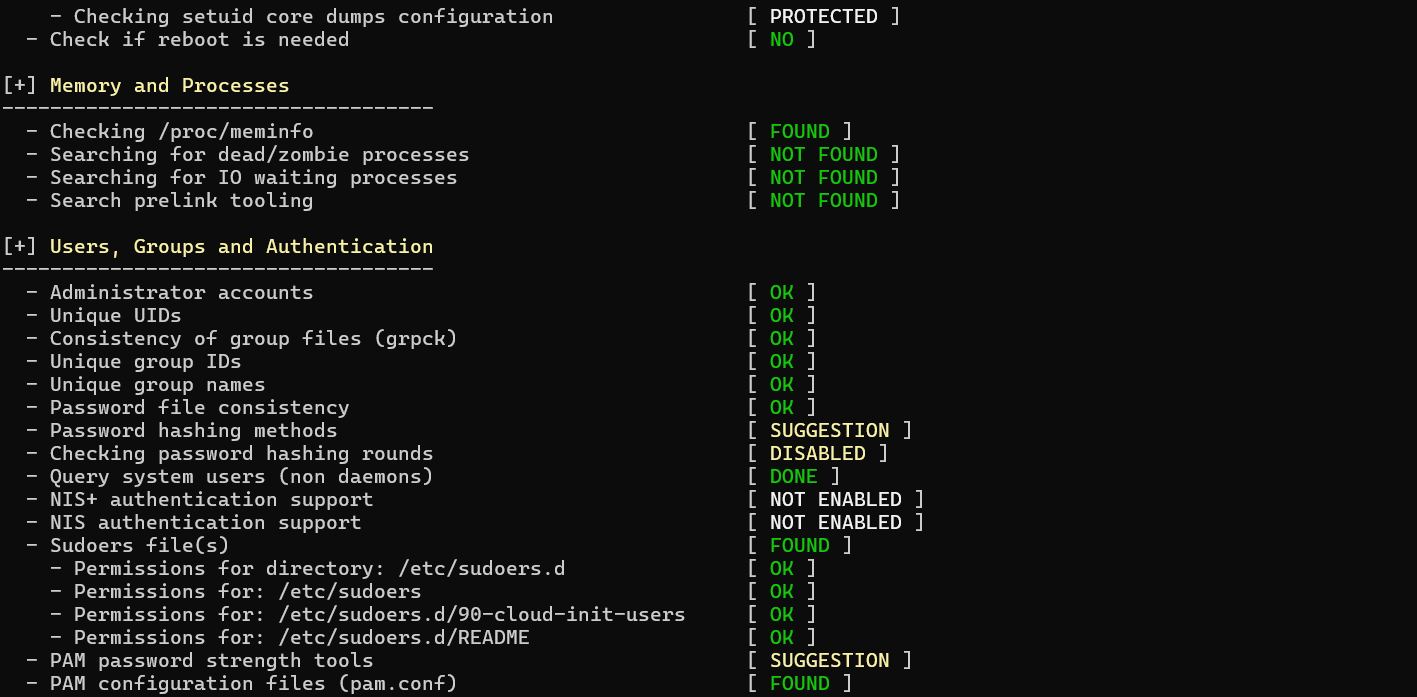 - Checking setuid core dumps configuration                [ PROTECTED ]
  - Check if reboot is needed                                 [ NO ]

[+] Memory and Processes
------------------------------------
  - Checking /proc/meminfo                                    [ FOUND ]
  - Searching for dead/zombie processes                       [ NOT FOUND ]
  - Searching for IO waiting processes                        [ NOT FOUND ]
  - Search prelink tooling                                    [ NOT FOUND ]

[+] Users, Groups and Authentication
------------------------------------
  - Administrator accounts                                    [ OK ]
  - Unique UIDs                                               [ OK ]
  - Consistency of group files (grpck)                        [ OK ]
  - Unique group IDs                                          [ OK ]
  - Unique group names                                        [ OK ]
  - Password file consistency                                 [ OK ]
  - Password hashing methods                                  [ SUGGESTION ]
  - Checking password hashing rounds                          [ DISABLED ]
  - Query system users (non daemons)                          [ DONE ]
  - NIS+ authentication support                               [ NOT ENABLED ]
  - NIS authentication support                                [ NOT ENABLED ]
  - Sudoers file(s)                                           [ FOUND ]
    - Permissions for directory: /etc/sudoers.d               [ OK ]
    - Permissions for: /etc/sudoers                           [ OK ]
    - Permissions for: /etc/sudoers.d/90-cloud-init-users     [ OK ]
    - Permissions for: /etc/sudoers.d/README                  [ OK ]
  - PAM password strength tools                               [ SUGGESTION ]
  - PAM configuration files (pam.conf)                        [ FOUND ]